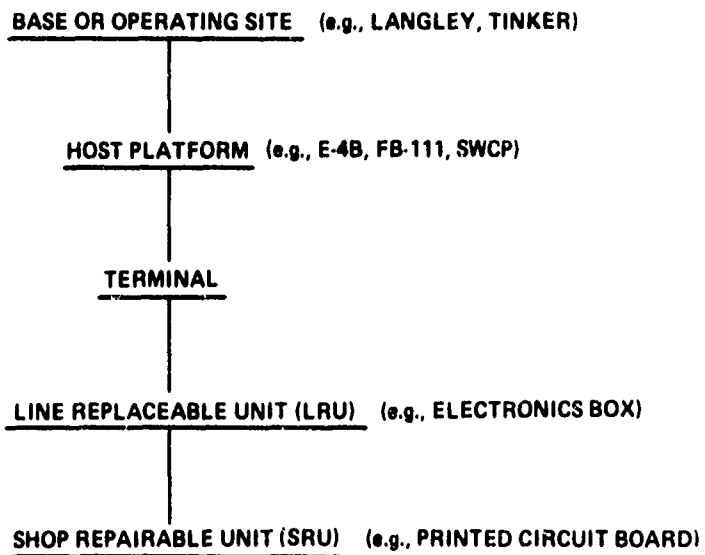 BASE OR OPERATING SITE (e.g., LANGLEY, TINKER)
HOST PLATFORM (e.g., E-4B, FB-111, SWCP)
TERMINAL
LINE REPLACEABLE UNIT (LRU) (e.g., ELECTRONICS BOX)
SHOP REPAIRABLE UNIT (SRU) (e.g., PRINTED CIRCUIT BOARD)